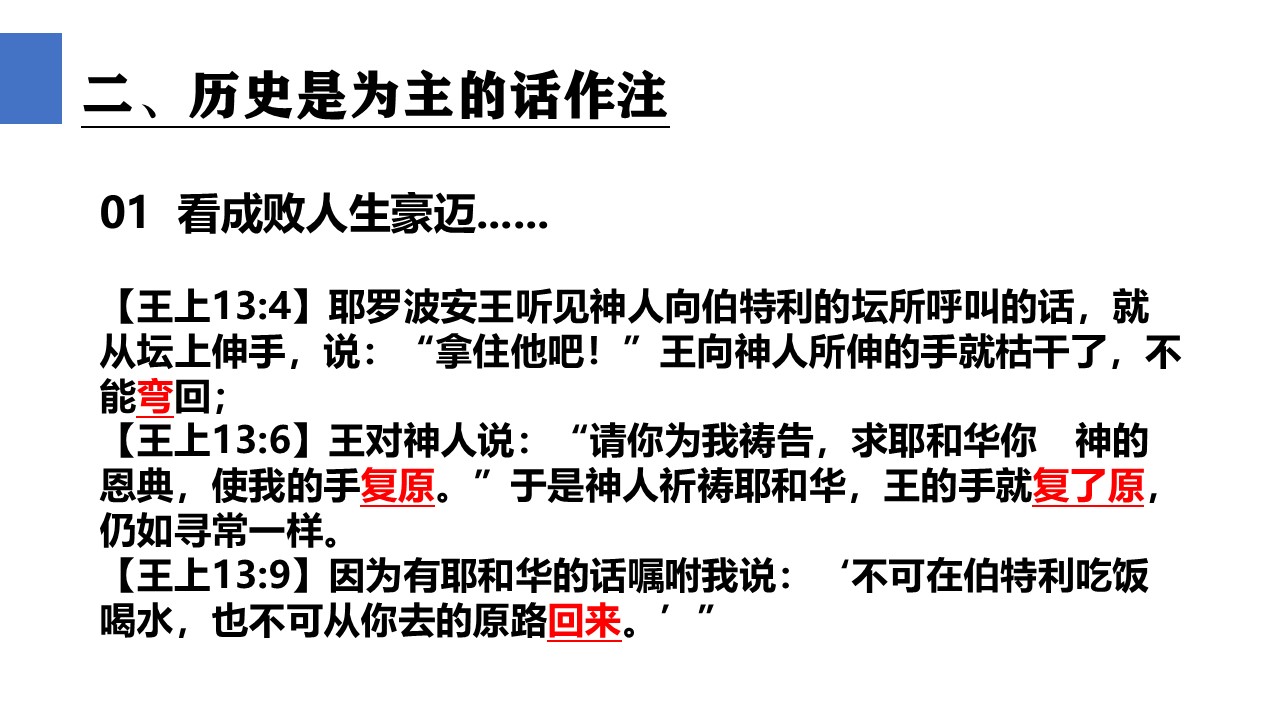 二、历史是为主的话作注
01 看成败人生豪迈……
【王上13:4】耶罗波安王听见神人向伯特利的坛所呼叫的话，就
从坛上伸手，说：“拿住他吧！”王向神人所伸的手就枯干了，不
能弯回；
【王上13:6】王对神人说：“请你为我祷告，求耶和华你　神的
恩典，使我的手复原。”于是神人祈祷耶和华，王的手就复了原，
仍如寻常一样。
【王上13:9】因为有耶和华的话嘱咐我说：‘不可在伯特利吃饭
喝水，也不可从你去的原路回来。’”